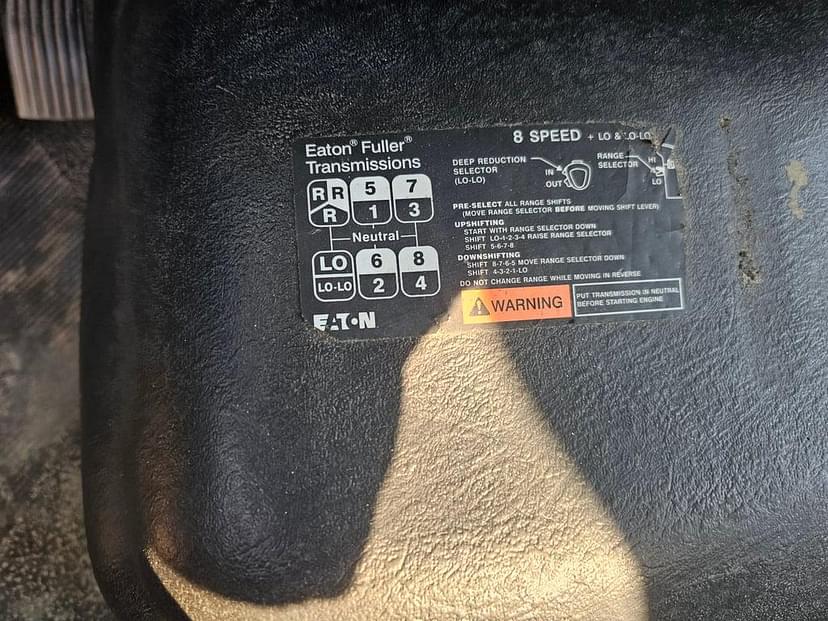 Eaton® Fuller® Transmissions
8 SPEED + LO & LO-LO
DEEP REDUCTION
SELECTOR
(LO-LO)
IN
OUT
RANGE
SELECTOR
HI
LO
R R 5 7
R 1 3
Neutral
LO 6 8
LO-LO 2 4
PRE-SELECT ALL RANGE SHIFTS
(MOVE RANGE SELECTOR BEFORE MOVING SHIFT LEVER)
UPSHIFTING
START WITH RANGE SELECTOR DOWN
SHIFT LO-1-2-3-4 RAISE RANGE SELECTOR
SHIFT 5-6-7-8
DOWNSHIFTING
SHIFT 8-7-6-5 MOVE RANGE SELECTOR DOWN
SHIFT 4-3-2-1-LO
DO NOT CHANGE RANGE WHILE MOVING IN REVERSE
WARNING
PUT TRANSMISSION IN NEUTRAL
BEFORE STARTING ENGINE
EATON